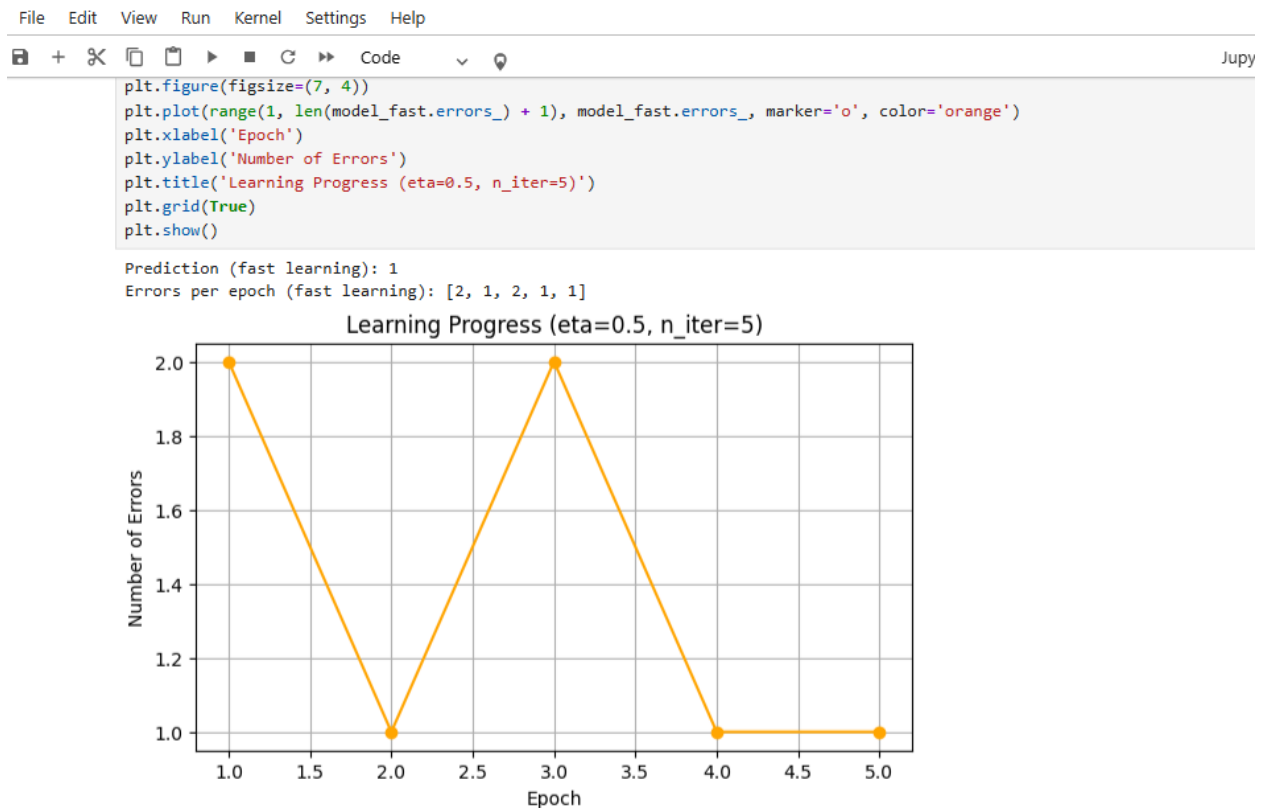 File Edit View Run Kernel Settings Help
Code
Jupy
plt.figure(figsize=(7, 4))
plt.plot(range(1, len(model_fast.errors_) + 1), model_fast.errors_, marker='o', color='orange')
plt.xlabel('Epoch')
plt.ylabel('Number of Errors')
plt.title('Learning Progress (eta=0.5, n_iter=5)')
plt.grid(True)
plt.show()
Prediction (fast learning): 1
Errors per epoch (fast learning): [2, 1, 2, 1, 1]
Learning Progress (eta=0.5, n_iter=5)
2.0
1.8
1.6
1.4
1.2
1.0
Number of Errors
1.0 1.5 2.0 2.5 3.0 3.5 4.0 4.5 5.0
Epoch